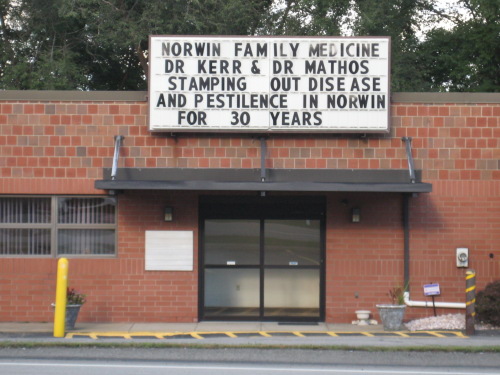 NORWIN FAMILY MEDICINE
DR KERR & DR MATHOS
STAMPING OUT DISEASE
AND PESTILENCE IN NORWIN
FOR 30 YEARS